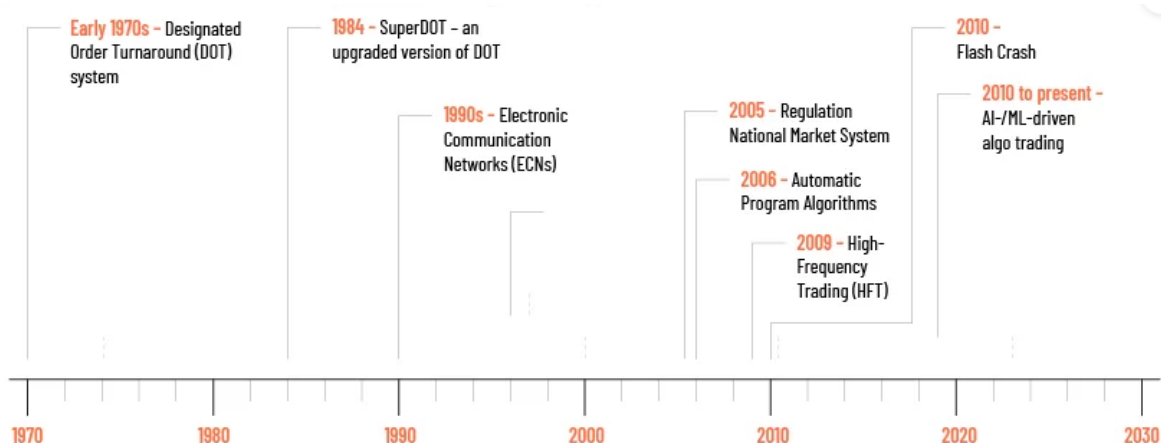 Early 1970s – Designated
Order Turnaround (DOT)
system
1984 – SuperDOT – an
upgraded version of DOT
1990s – Electronic
Communication
Networks (ECNs)
2005 – Regulation
National Market System
2006 – Automatic
Program Algorithms
2009 – High-
Frequency
Trading (HFT)
2010 –
Flash Crash
2010 to present –
AI-/ML-driven
algo trading
1970
1980
1990
2000
2010
2020
2030